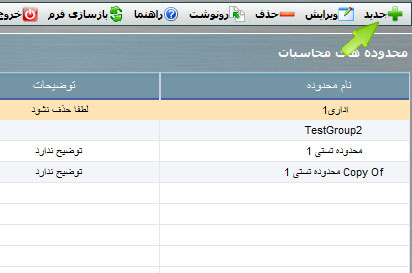 جدید ویرایش حذف رونوشت راهنما بازسازی فرم خروج
محدوده های محاسبات
نام محدوده توضیحات
اداری1 لطفا حذف نشود
TestGroup2
محدوده تستی 1 توضیح ندارد
Copy Of محدوده تستی 1 توضیح ندارد